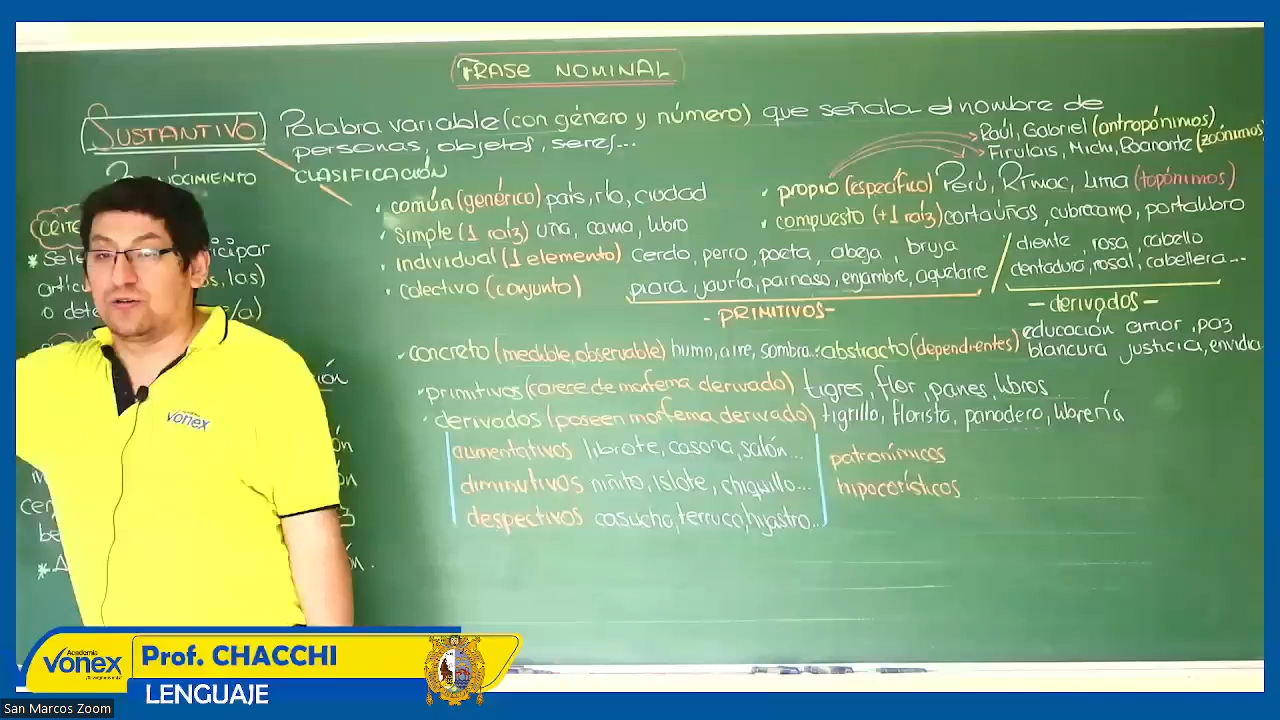 FRASE NOMINAL
SUSTANTIVO Palabra variable (con género y número) que señala el nombre de
personas, objetos, seres...
Raúl, Gabriel (antropónimos)
Firulais, Michi, (zoónimos)
CLASIFICACIÓN
• común (genérico) país, río, ciudad
• propio (específico) Perú, Rímac, Lima (topónimos)
• simple (1 raíz) uña, cama, libro
• compuesto (+1 raíz) cortaúñas, cubrecama, portalibro
• individual (1 elemento) cerdo, perro, poeta, abeja, bruja
diente, rosa, cabello
• colectivo (conjunto) piara, jauría, parnaso, enjambre, aquelarre
dentadura, rosal, cabellera...
- PRIMITIVOS-
- derivados -
• concreto (medible, observable) humo, aire, sombra...
• abstracto (dependientes) educación amor, paz
blancura justicia, envidia
• primitivos (carece de morfema derivado) tigres, flor, panes, libros
• derivados (poseen morfema derivado) tigrillo, florista, panadero, librería
aumentativos librote, casona, salón...
diminutivos niñito, islote, chiquillo...
despectivos casucha, terruca, hijastro...
patronímicos
hipocorísticos
vonex
Academia
vonex
Prof. CHACCHI
LENGUAJE
San Marcos Zoom